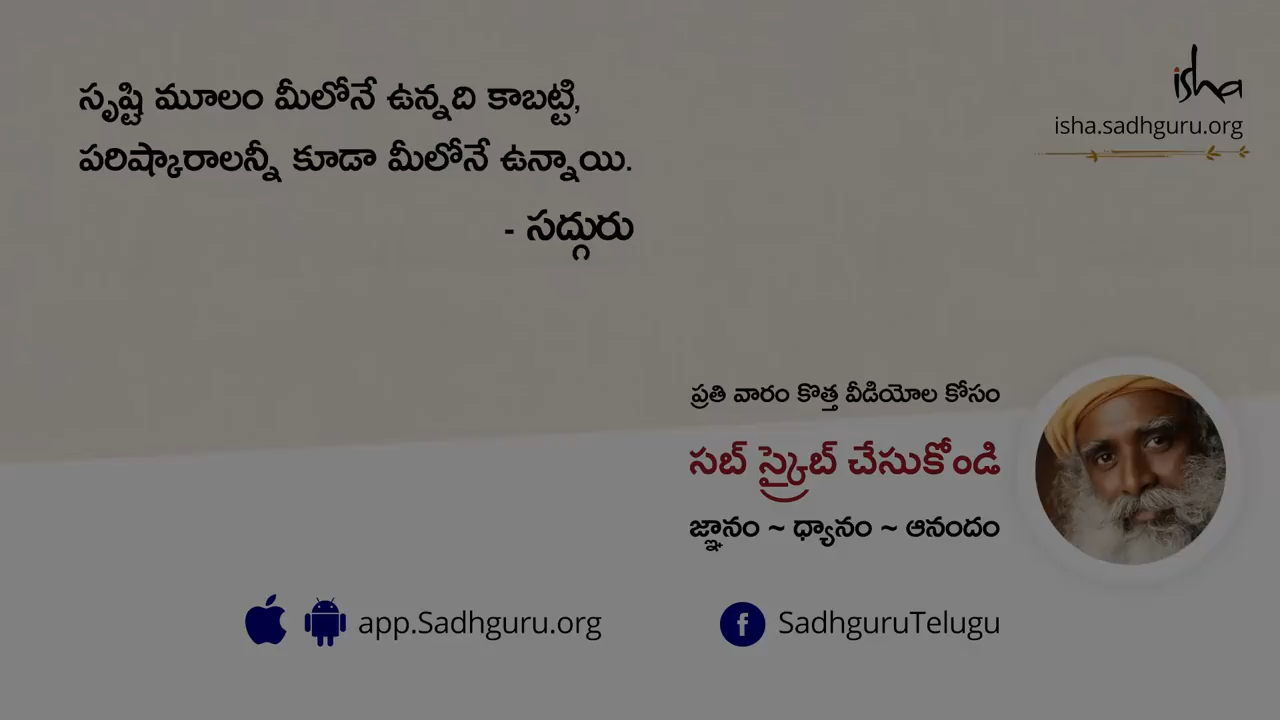 సృష్టి మూలం మీలోనే ఉన్నది కాబట్టి,
పరిష్కారాలన్నీ కూడా మీలోనే ఉన్నాయి.
- సద్గురు
isha
isha.sadhguru.org
ప్రతి వారం కొత్త వీడియోల కోసం
సబ్ స్క్రైబ్ చేసుకోండి
జ్ఞానం ~ ధ్యానం ~ ఆనందం
app.Sadhguru.org
SadhguruTelugu